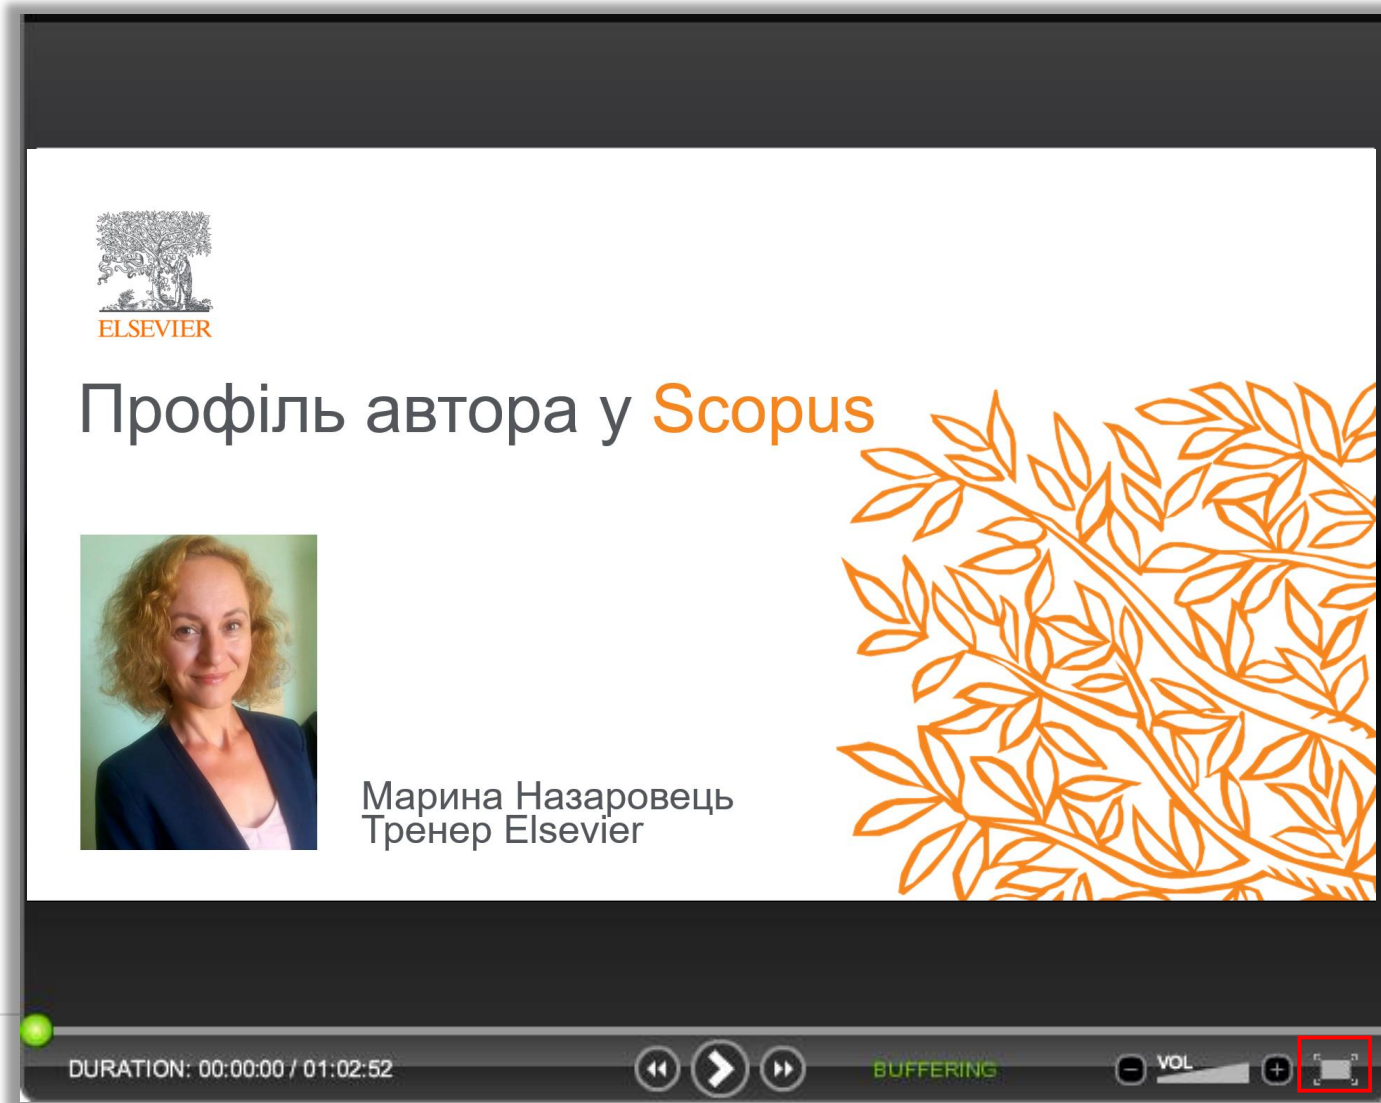 ELSEVIER
Профіль автора у Scopus
Марина Назаровець
Тренер Elsevier
DURATION: 00:00:00 / 01:02:52
BUFFERING
VOL